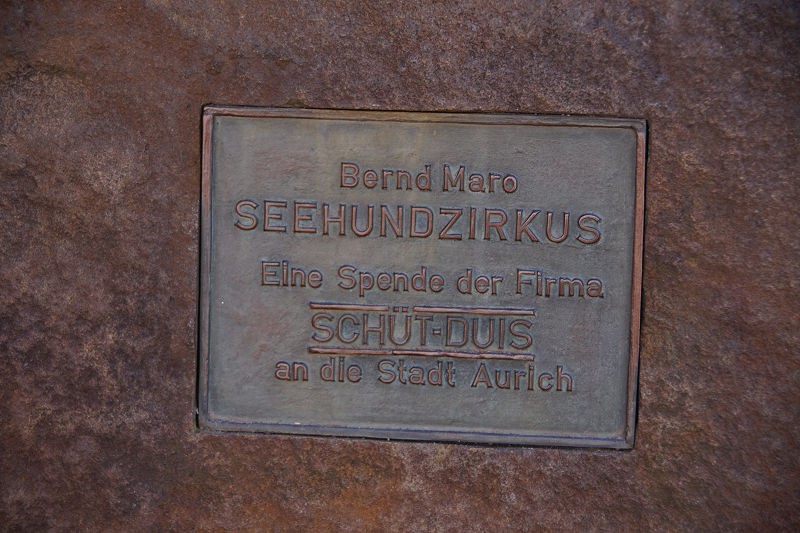 Bernd Maro
SEEHUNDZIRKUS
Eine Spende der Firma
SCHÜT-DUIS
an die Stadt Aurich